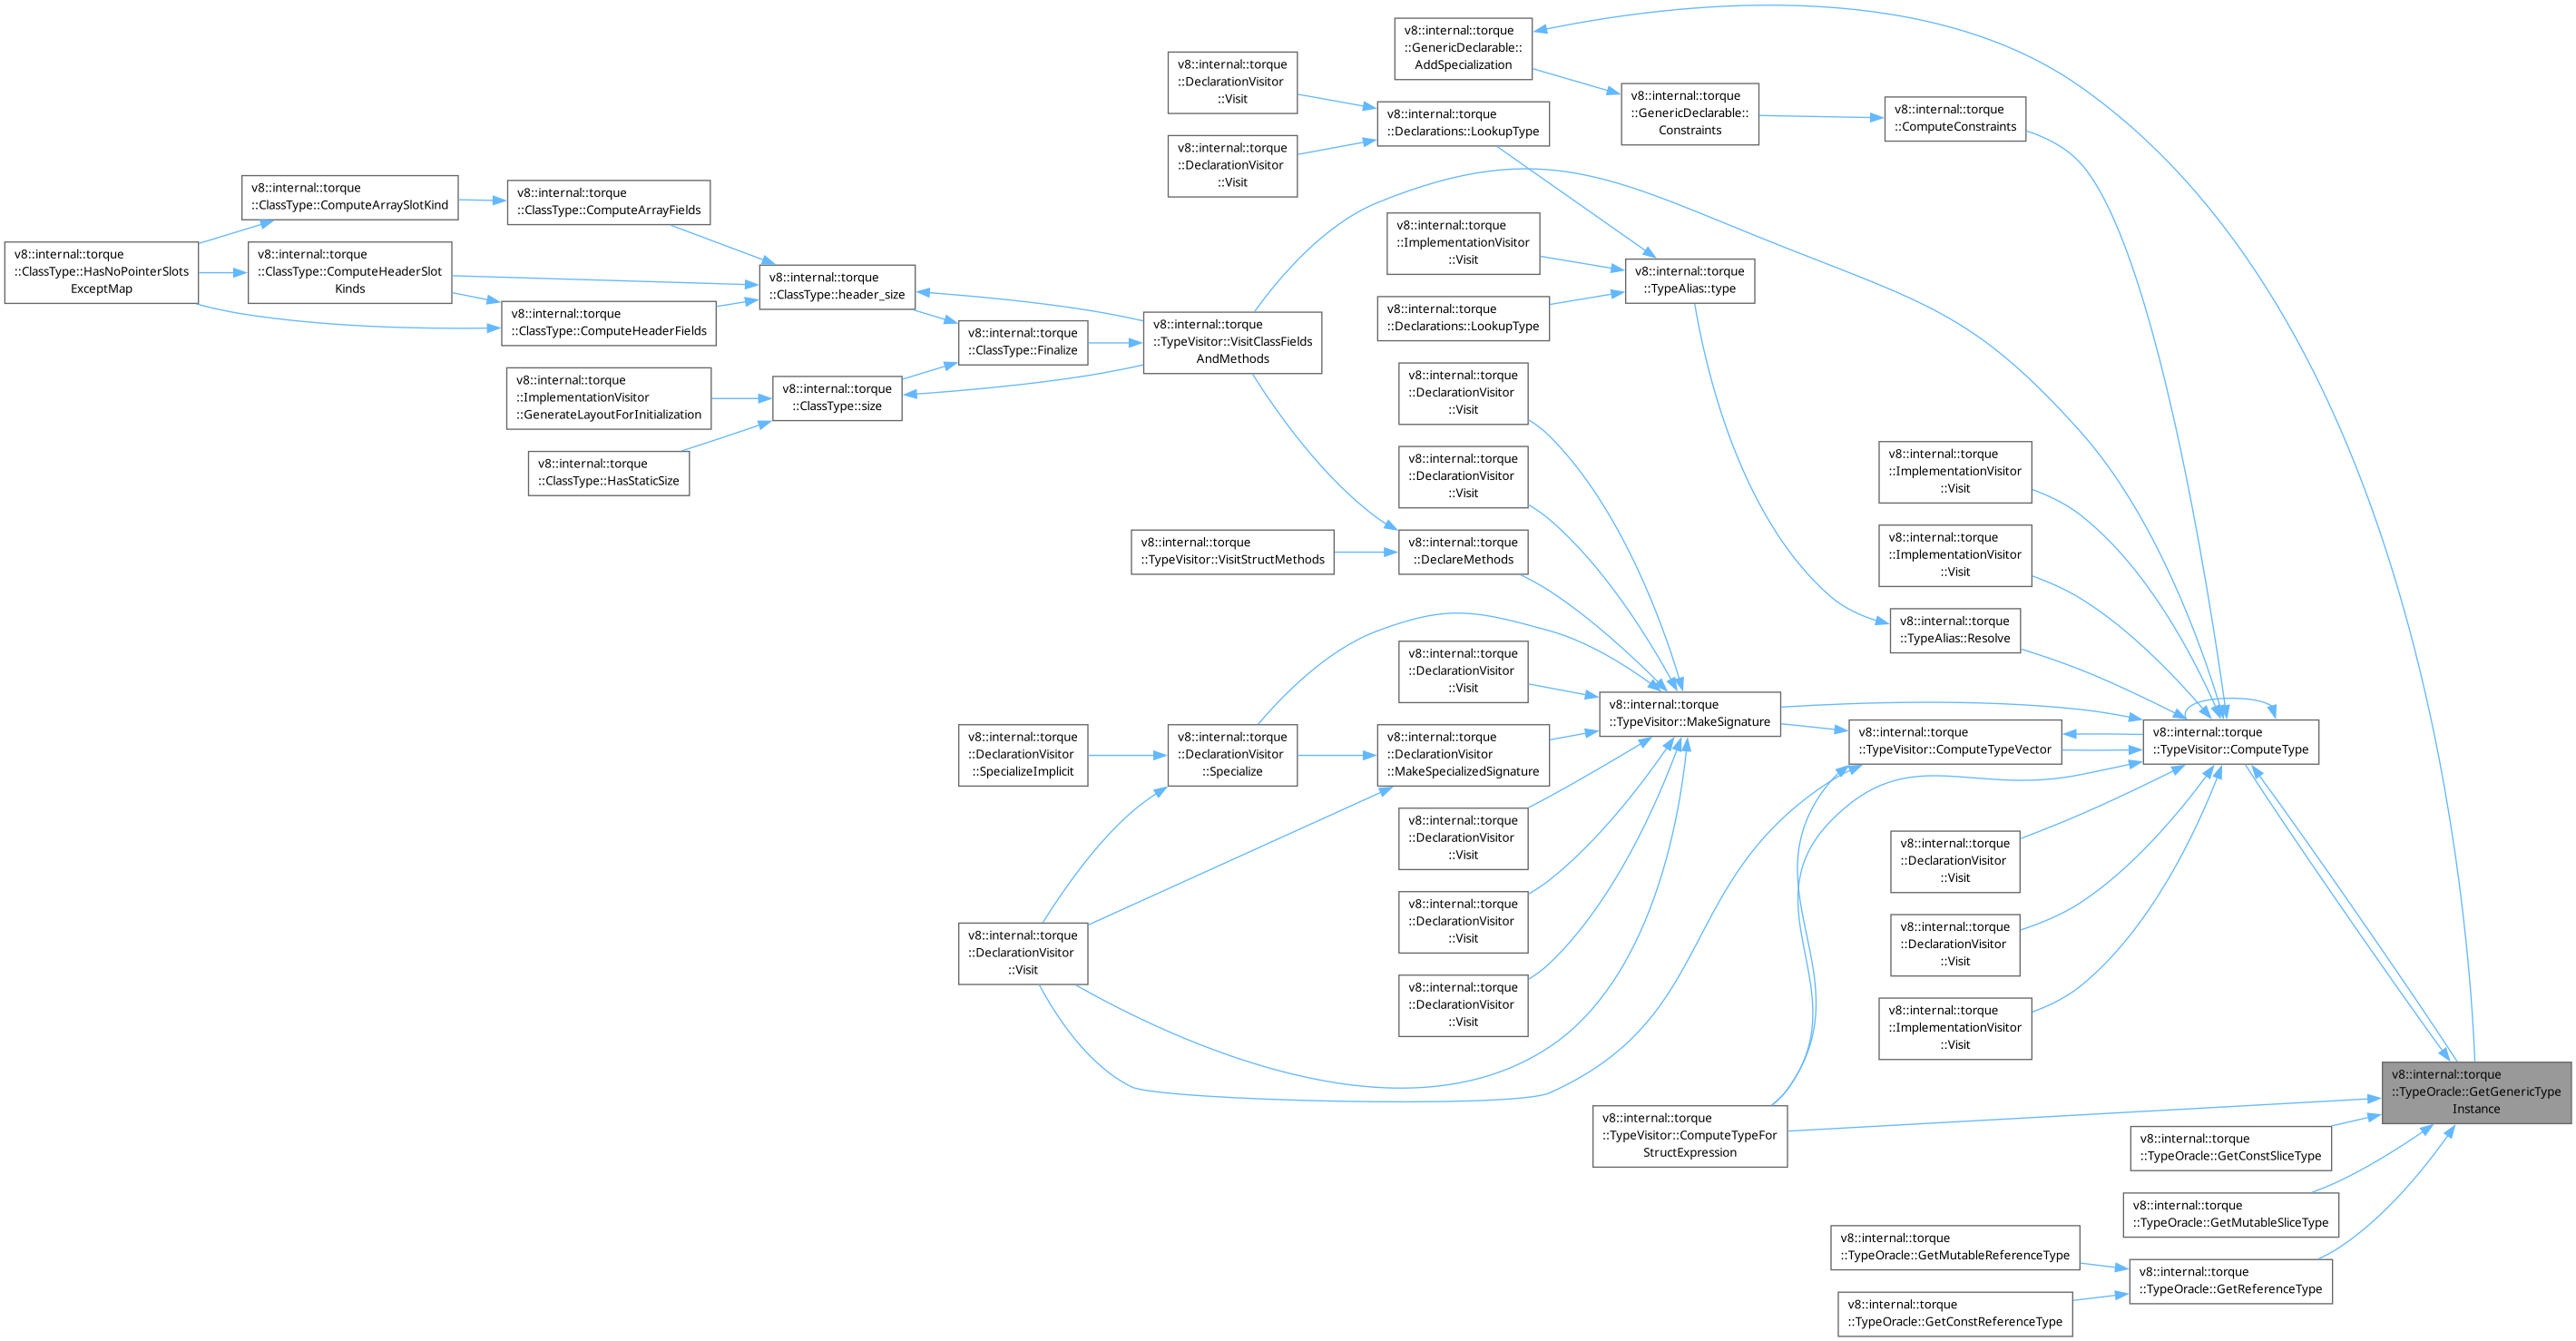 v8::internal::torque
::GenericDeclarable::
AddSpecialization
v8::internal::torque
::DeclarationVisitor
::Visit
v8::internal::torque
::GenericDeclarable::
Constraints
v8::internal::torque
::ComputeConstraints
v8::internal::torque
::Declarations::LookupType
v8::internal::torque
::DeclarationVisitor
::Visit
v8::internal::torque
::ClassType::ComputeArraySlotKind
v8::internal::torque
::ClassType::ComputeArrayFields
v8::internal::torque
::ImplementationVisitor
::Visit
v8::internal::torque
::ClassType::HasNoPointerSlots
ExceptMap
v8::internal::torque
::ClassType::ComputeHeaderSlot
Kinds
v8::internal::torque
::ClassType::header_size
v8::internal::torque
::TypeAlias::type
v8::internal::torque
::ClassType::ComputeHeaderFields
v8::internal::torque
::Declarations::LookupType
v8::internal::torque
::ClassType::Finalize
v8::internal::torque
::TypeVisitor::VisitClassFields
AndMethods
v8::internal::torque
::ImplementationVisitor
::GenerateLayoutForInitialization
v8::internal::torque
::ClassType::size
v8::internal::torque
::DeclarationVisitor
::Visit
v8::internal::torque
::ClassType::HasStaticSize
v8::internal::torque
::DeclarationVisitor
::Visit
v8::internal::torque
::ImplementationVisitor
::Visit
v8::internal::torque
::TypeVisitor::VisitStructMethods
v8::internal::torque
::DeclareMethods
v8::internal::torque
::ImplementationVisitor
::Visit
v8::internal::torque
::TypeAlias::Resolve
v8::internal::torque
::DeclarationVisitor
::Visit
v8::internal::torque
::TypeVisitor::MakeSignature
v8::internal::torque
::DeclarationVisitor
::SpecializeImplicit
v8::internal::torque
::DeclarationVisitor
::Specialize
v8::internal::torque
::DeclarationVisitor
::MakeSpecializedSignature
v8::internal::torque
::TypeVisitor::ComputeTypeVector
v8::internal::torque
::TypeVisitor::ComputeType
v8::internal::torque
::DeclarationVisitor
::Visit
v8::internal::torque
::DeclarationVisitor
::Visit
v8::internal::torque
::DeclarationVisitor
::Visit
v8::internal::torque
::DeclarationVisitor
::Visit
v8::internal::torque
::DeclarationVisitor
::Visit
v8::internal::torque
::DeclarationVisitor
::Visit
v8::internal::torque
::ImplementationVisitor
::Visit
v8::internal::torque
::TypeOracle::GetGenericType
Instance
v8::internal::torque
::TypeVisitor::ComputeTypeFor
StructExpression
v8::internal::torque
::TypeOracle::GetConstSliceType
v8::internal::torque
::TypeOracle::GetMutableSliceType
v8::internal::torque
::TypeOracle::GetMutableReferenceType
v8::internal::torque
::TypeOracle::GetReferenceType
v8::internal::torque
::TypeOracle::GetConstReferenceType